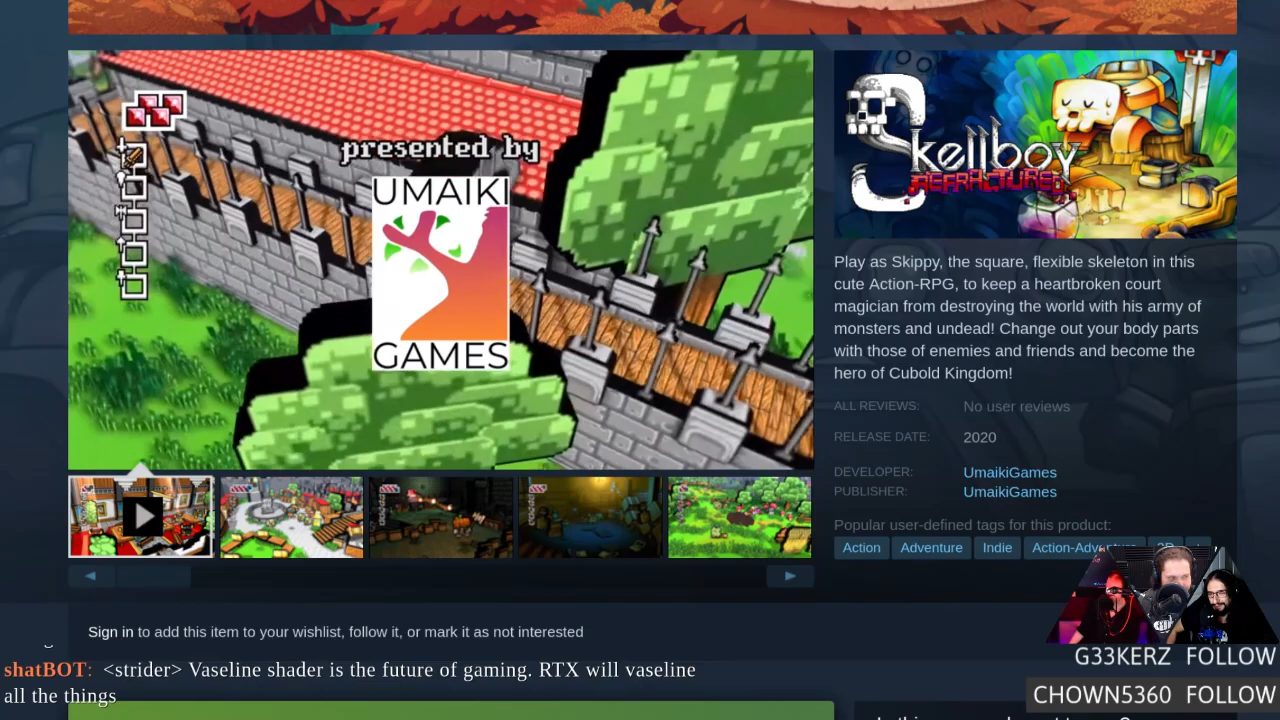 presented by
UMAIKI
GAMES
Skellboy
REFRACTURED
Play as Skippy, the square, flexible skeleton in this
cute Action-RPG, to keep a heartbroken court
magician from destroying the world with his army of
monsters and undead! Change out your body parts
with those of enemies and friends and become the
hero of Cubold Kingdom!
ALL REVIEWS: No user reviews
RELEASE DATE: 2020
DEVELOPER: UmaikiGames
PUBLISHER: UmaikiGames
Popular user-defined tags for this product:
Action Adventure Indie Action-Adventure
Sign in to add this item to your wishlist, follow it, or mark it as not interested
shatBOT: <strider> Vaseline shader is the future of gaming. RTX will vaseline
all the things
G33KERZ FOLLOW
CHOWN5360 FOLLOW